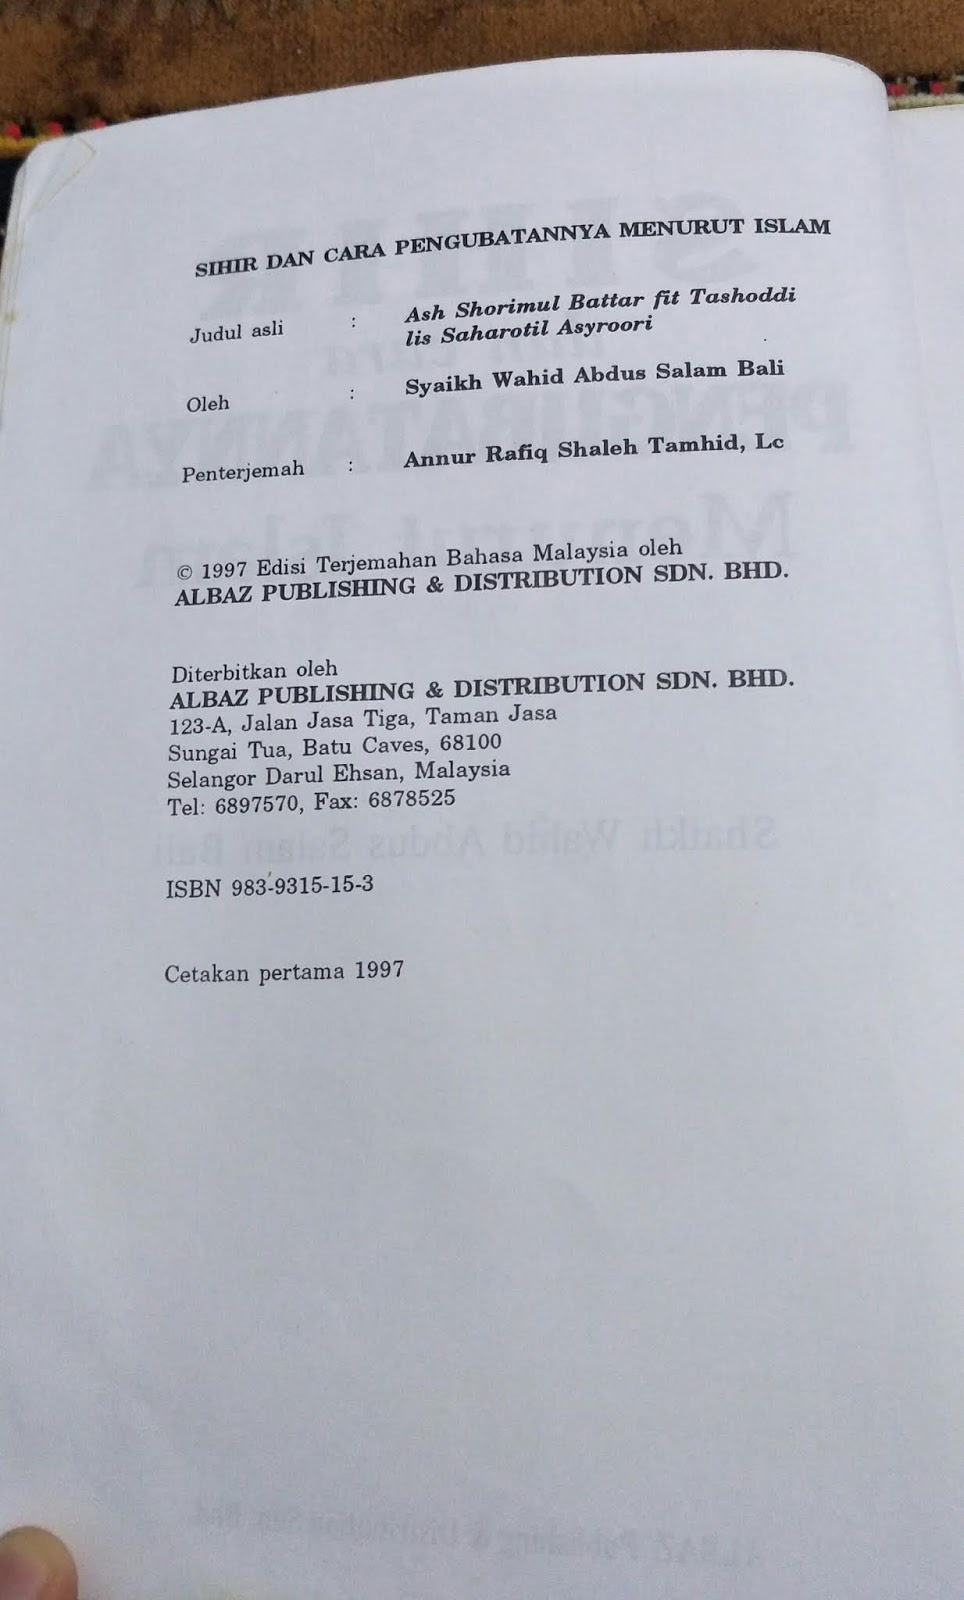 SIHIR DAN CARA PENGUBATANNYA MENURUT ISLAM
Judul asli : Ash Shorimul Battar fit Tashoddi
lis Saharotil Asyroori
Oleh : Syaikh Wahid Abdus Salam Bali
Penterjemah : Annur Rafiq Shaleh Tamhid, Lc
© 1997 Edisi Terjemahan Bahasa Malaysia oleh
ALBAZ PUBLISHING & DISTRIBUTION SDN. BHD.
Diterbitkan oleh
ALBAZ PUBLISHING & DISTRIBUTION SDN. BHD.
123-A, Jalan Jasa Tiga, Taman Jasa
Sungai Tua, Batu Caves, 68100
Selangor Darul Ehsan, Malaysia
Tel: 6897570, Fax: 6878525
ISBN 983-9315-15-3
Cetakan pertama 1997